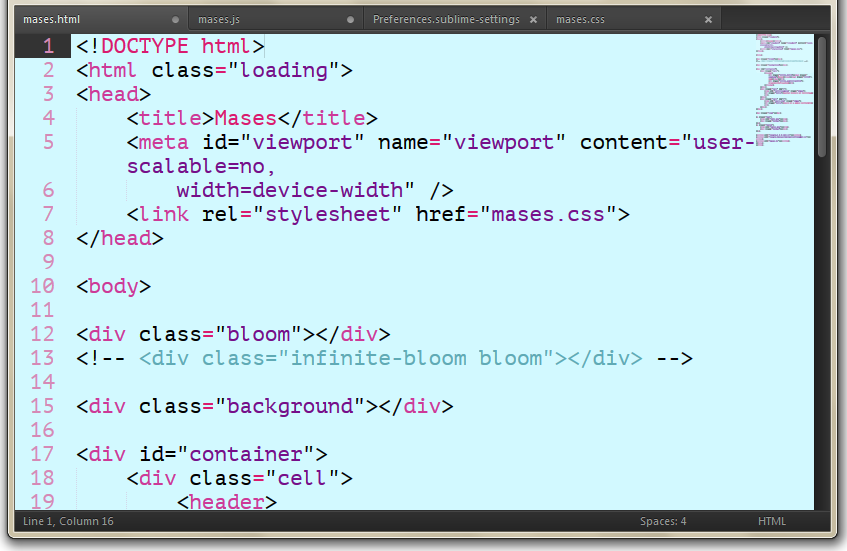 mases.html mases.js Preferences.sublime-settings mases.css
1 <!DOCTYPE html>
2 <html class="loading">
3 <head>
4 <title>Mases</title>
5 <meta id="viewport" name="viewport" content="user-
scalable=no,
6 width=device-width" />
7 <link rel="stylesheet" href="mases.css">
8 </head>
9
10 <body>
11
12 <div class="bloom"></div>
13 <!-- <div class="infinite-bloom bloom"></div> -->
14
15 <div class="background"></div>
16
17 <div id="container">
18 <div class="cell">
19 <header>
Line 1, Column 16 Spaces: 4 HTML